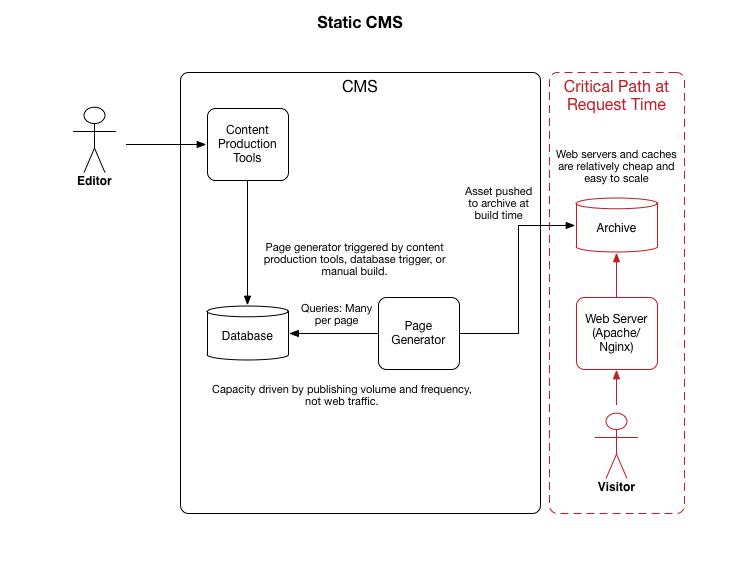 Static CMS
CMS
Critical Path at
Request Time
Content
Production
Tools
Editor
Web servers and caches
are relatively cheap and
easy to scale
Asset pushed
to archive at
build time
Archive
Page generator triggered by content
production tools, database trigger, or
manual build.
Queries: Many
per page
Database
Page
Generator
Web Server
(Apache/
Nginx)
Capacity driven by publishing volume and frequency,
not web traffic.
Visitor